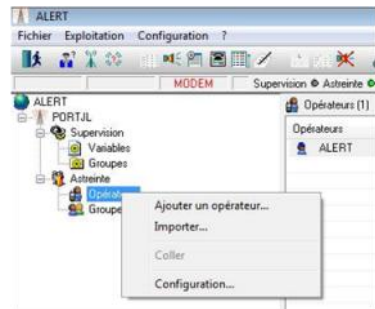 ALERT
Fichier Exploitation Configuration ?
MODEM Supervision Astreinte
ALERT
PORTJL
Supervision
Variables
Groupes
Astreinte
Groupe
Opérateurs (1)
Opérateurs
ALERT
Ajouter un opérateur...
Importer...
Coller
Configuration...